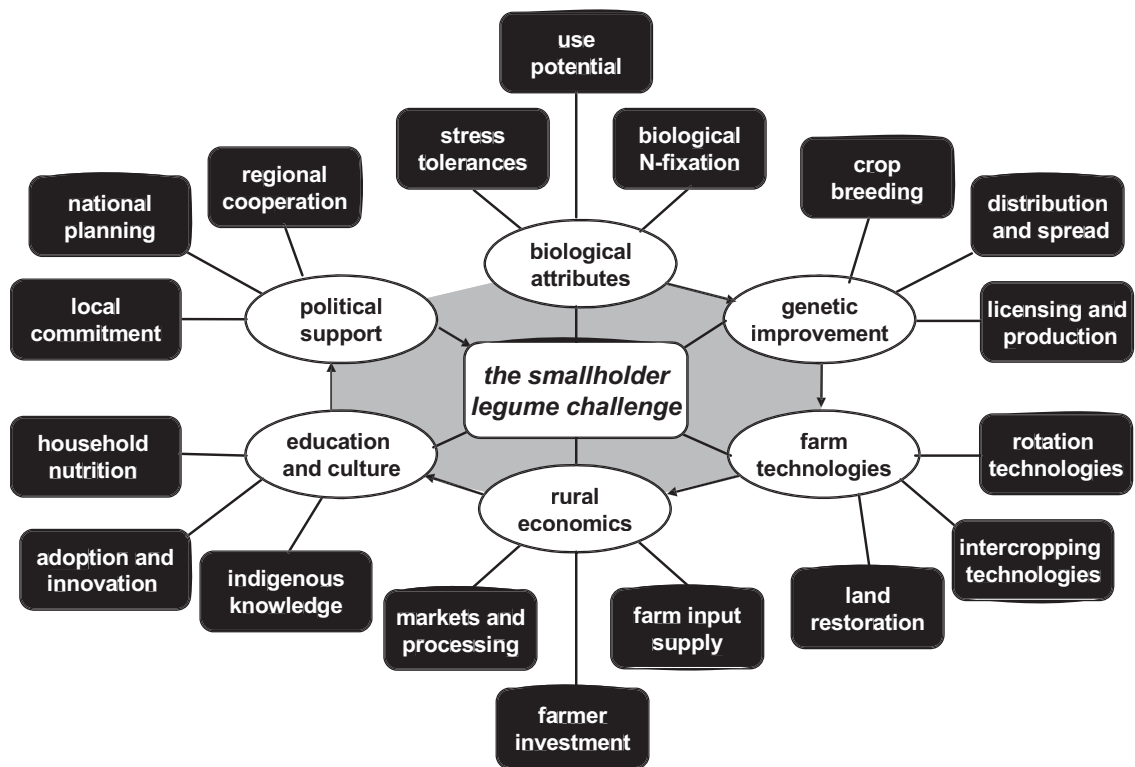 use
potential
stress
tolerances
biological
N-fixation
crop
breeding
regional
cooperation
national
planning
distribution
and spread
biological
attributes
local
commitment
political
support
genetic
improvement
licensing and
production
the smallholder
legume challenge
household
nutrition
education
and culture
farm
technologies
rotation
technologies
rural
economics
adoption and
innovation
indigenous
knowledge
markets and
processing
farm input
supply
land
restoration
intercropping
technologies
farmer
investment